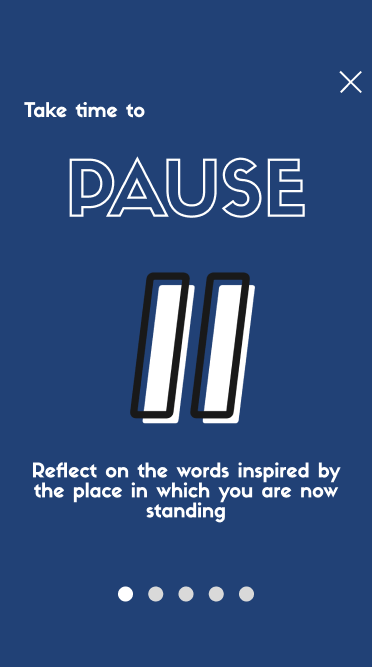 Take time to
PAUSE
Reflect on the words inspired by
the place in which you are now
standing